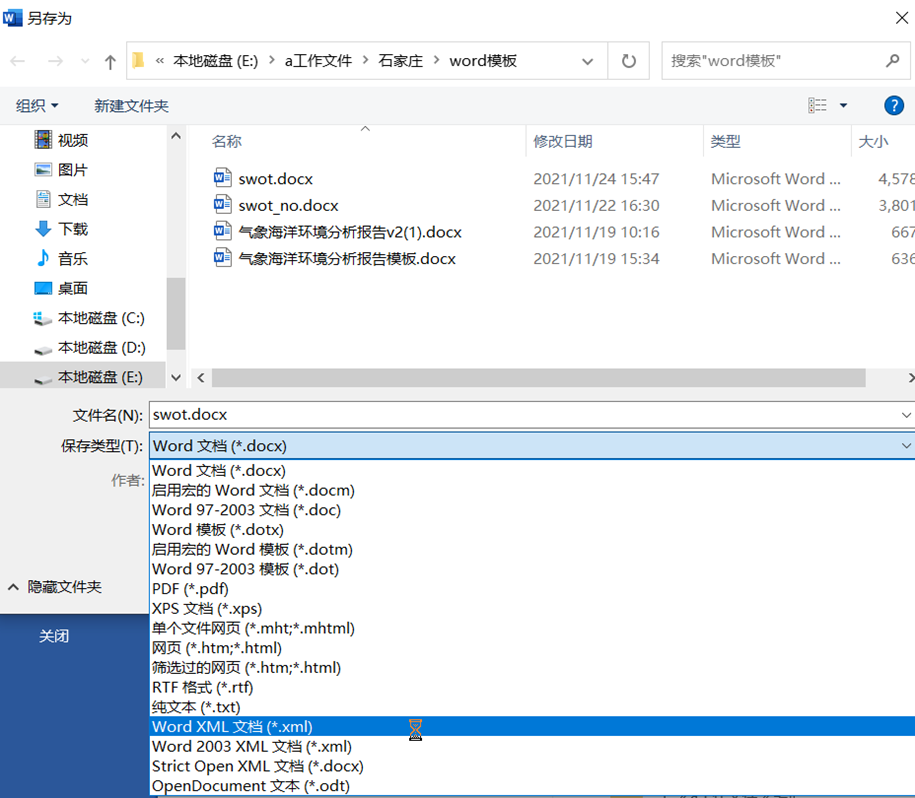 另存为
« 本地磁盘 (E:) › a工作文件 › 石家庄 › word模板
搜索"word模板"
组织 新建文件夹
名称 修改日期 类型 大小
视频
图片
文档
下载
音乐
桌面
本地磁盘 (C:)
本地磁盘 (D:)
本地磁盘 (E:)
swot.docx 2021/11/24 15:47 Microsoft Word ... 4,578
swot_no.docx 2021/11/22 16:30 Microsoft Word ... 3,801
气象海洋环境分析报告v2(1).docx 2021/11/19 10:16 Microsoft Word ... 667
气象海洋环境分析报告模板.docx 2021/11/19 15:34 Microsoft Word ... 636
文件名(N): swot.docx
保存类型(T): Word 文档 (*.docx)
作者:
Word 文档 (*.docx)
启用宏的 Word 文档 (*.docm)
Word 97-2003 文档 (*.doc)
Word 模板 (*.dotx)
启用宏的 Word 模板 (*.dotm)
Word 97-2003 模板 (*.dot)
PDF (*.pdf)
XPS 文档 (*.xps)
单个文件网页 (*.mht;*.mhtml)
网页 (*.htm;*.html)
筛选过的网页 (*.htm;*.html)
RTF 格式 (*.rtf)
纯文本 (*.txt)
Word XML 文档 (*.xml)
Word 2003 XML 文档 (*.xml)
Strict Open XML 文档 (*.docx)
OpenDocument 文本 (*.odt)
隐藏文件夹
关闭